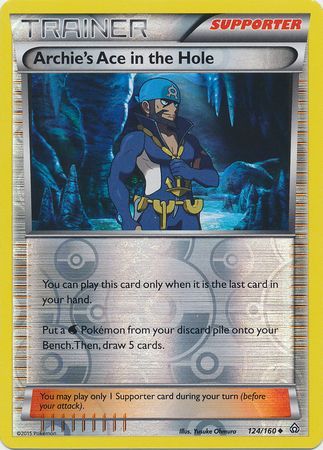 TRAINER SUPPORTER
Archie's Ace in the Hole
You can play this card only when it is the last card in
your hand.
Put a Pokémon from your discard pile onto your
Bench. Then, draw 5 cards.
You may play only 1 Supporter card during your turn (before
your attack).
©2015 Pokémon Illus. Yusuke Ohmura 124/160